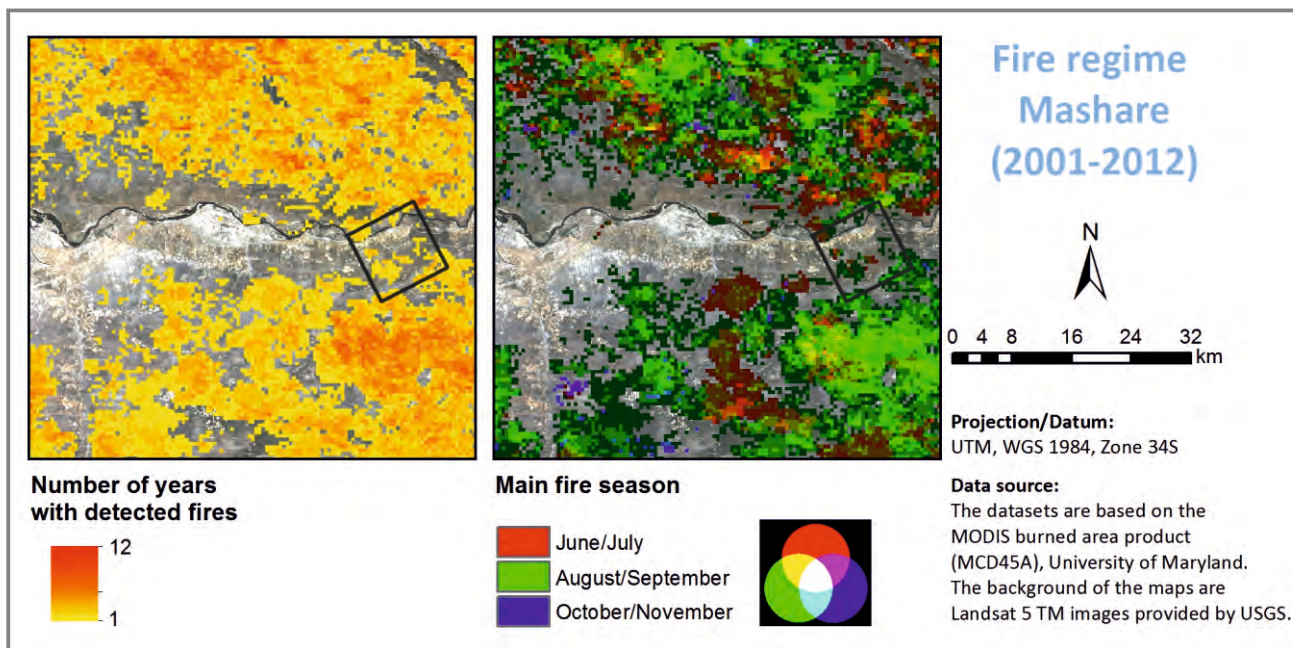 Fire regime
Mashare
(2001-2012)
N
0 4 8 16 24 32
km
Projection/Datum:
UTM, WGS 1984, Zone 34S
Data source:
The datasets are based on the
MODIS burned area product
(MCD45A), University of Maryland.
The background of the maps are
Landsat 5 TM images provided by USGS.
Number of years
with detected fires
12
1
Main fire season
June/July
August/September
October/November